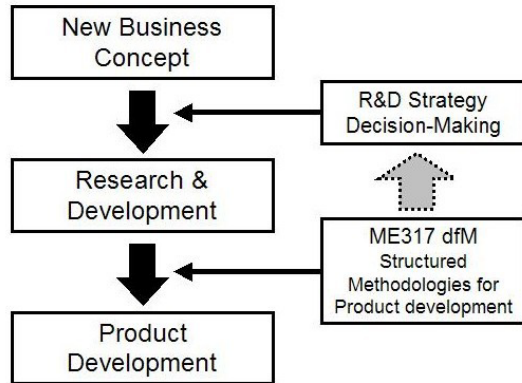 New Business
Concept
R&D Strategy
Decision-Making
Research &
Development
ME317 dfM
Structured
Methodologies for
Product development
Product
Development